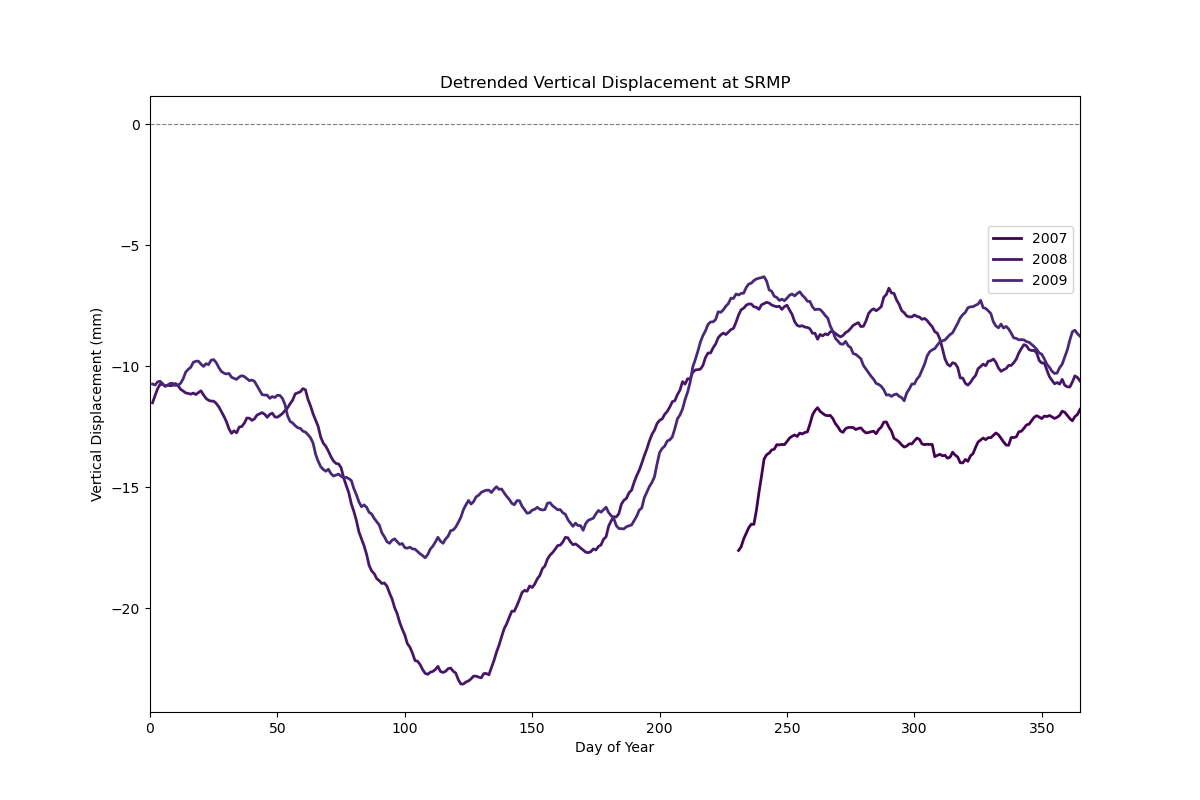 Detrended Vertical Displacement at SRMP
0
−5
−10
−15
−20
Vertical Displacement (mm)
2007
2008
2009
0 50 100 150 200 250 300 350
Day of Year